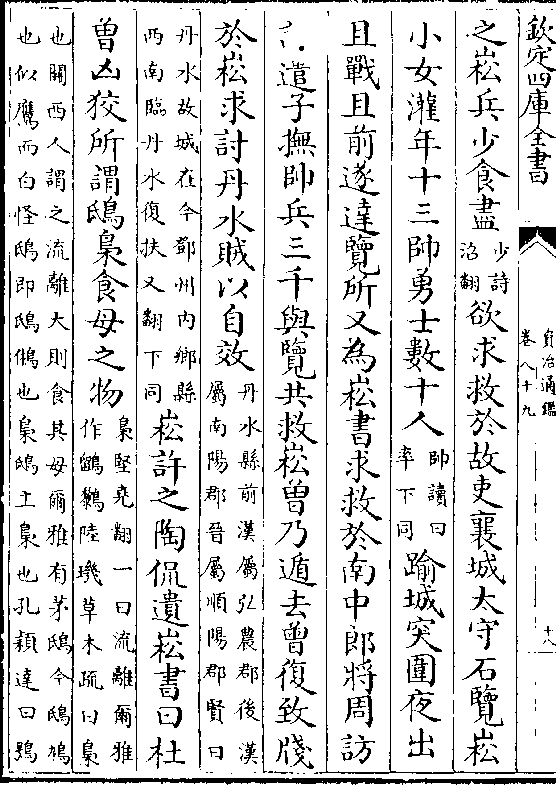 欽定四庫全書
資治通鑑
卷八十九
十八
之崧兵少食盡
少詩
沼翻
欲求救於故吏襄城太守石覽崧
小女灌年十三帥勇士數十人
帥讀曰
率下同
踰城突圍夜出
且戰且前遂達覽所又為崧書求救於南中郎將周訪
訪遣子撫帥兵三千與覽共救崧曾乃遁去曾復致牋
於崧求討丹水賊以自效
丹水縣前漢屬弘農郡後漢
屬南陽郡晉屬順陽郡賢曰
丹水故城在今鄧州内鄉縣
西南臨丹水復扶又翻下同
崧許之陶侃遺崧書曰杜
曾凶狡所謂鴟梟食母之物
梟堅堯翻一曰流離爾雅
作鶹鷅陸璣草木疏曰梟
也關西人謂之流離大則食其母爾雅有茅鴟今鴟鳩
也似鷹而白怪鴟即鴟鵂也梟鴟土梟也孔穎達曰鴞